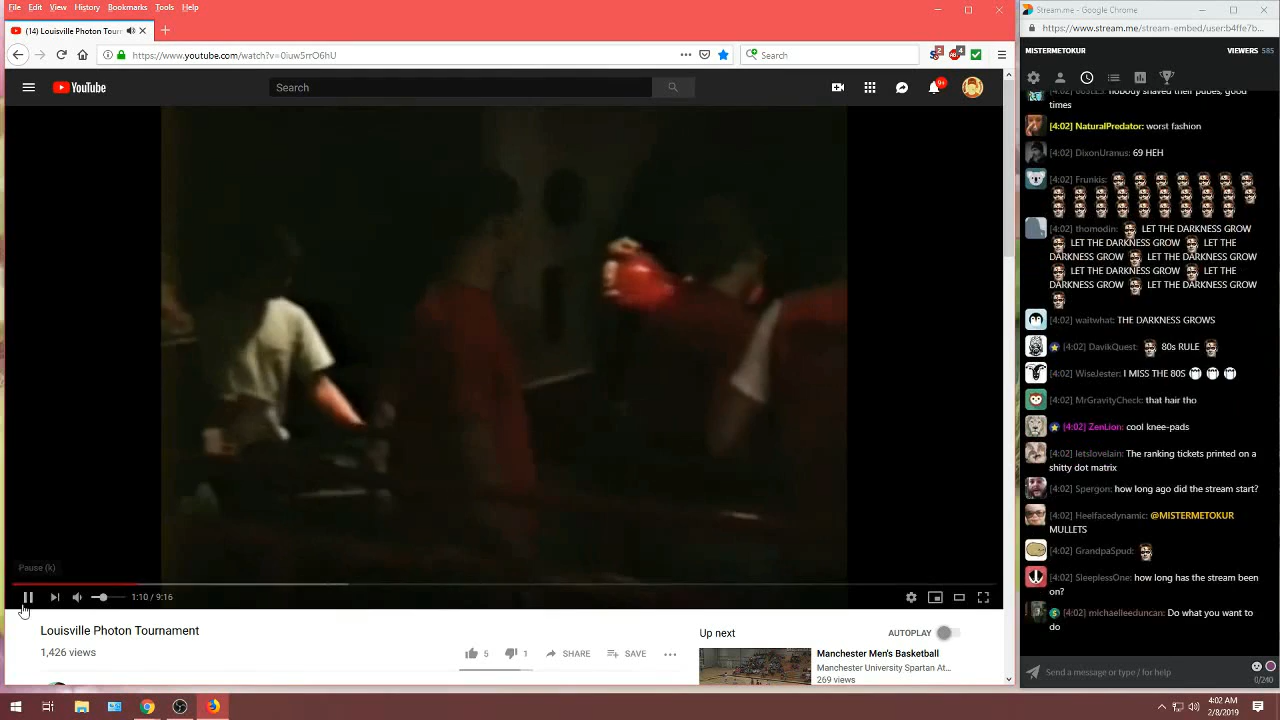 File Edit View History Bookmarks Tools Help
(14) Louisville Photon Tourn
https://www.youtube.com/watch?v=0iuw5rrO6hU
Search
2
4
YouTube
Search
9+
Pause (k)
1:10 / 9:16
Louisville Photon Tournament
1,426 views
5
1
SHARE
SAVE
Up next
AUTOPLAY
Manchester Men's Basketball
Manchester University Spartan At...
269 views
Stream.me - Google Chrome
https://www.stream.me/stream-embed/user:b4ffe7b...
MISTERMETOKUR
VIEWERS 585
nobody shaved their pubes, good
times
[4:02] NaturalPredator: worst fashion
[4:02] DixonUranus: 69 HEH
[4:02] Frunkis:
[4:02] thomodin: LET THE DARKNESS GROW
LET THE DARKNESS GROW LET THE
DARKNESS GROW LET THE DARKNESS GROW
LET THE DARKNESS GROW LET THE
DARKNESS GROW LET THE DARKNESS GROW
[4:02] waitwhat: THE DARKNESS GROWS
[4:02] DavikQuest: 80s RULE
[4:02] WiseJester: I MISS THE 80S
[4:02] MrGravityCheck: that hair tho
[4:02] ZenLion: cool knee-pads
[4:02] letslovelain: The ranking tickets printed on a
shitty dot matrix
[4:02] Spergon: how long ago did the stream start?
[4:02] Heelfacedynamic: @MISTERMETOKUR
MULLETS
[4:02] GrandpaSpud:
[4:02] SleeplessOne: how long has the stream been
on?
[4:02] michaelleeduncan: Do what you want to
do
Send a message or type / for help
0/240
4:02 AM
2/8/2019